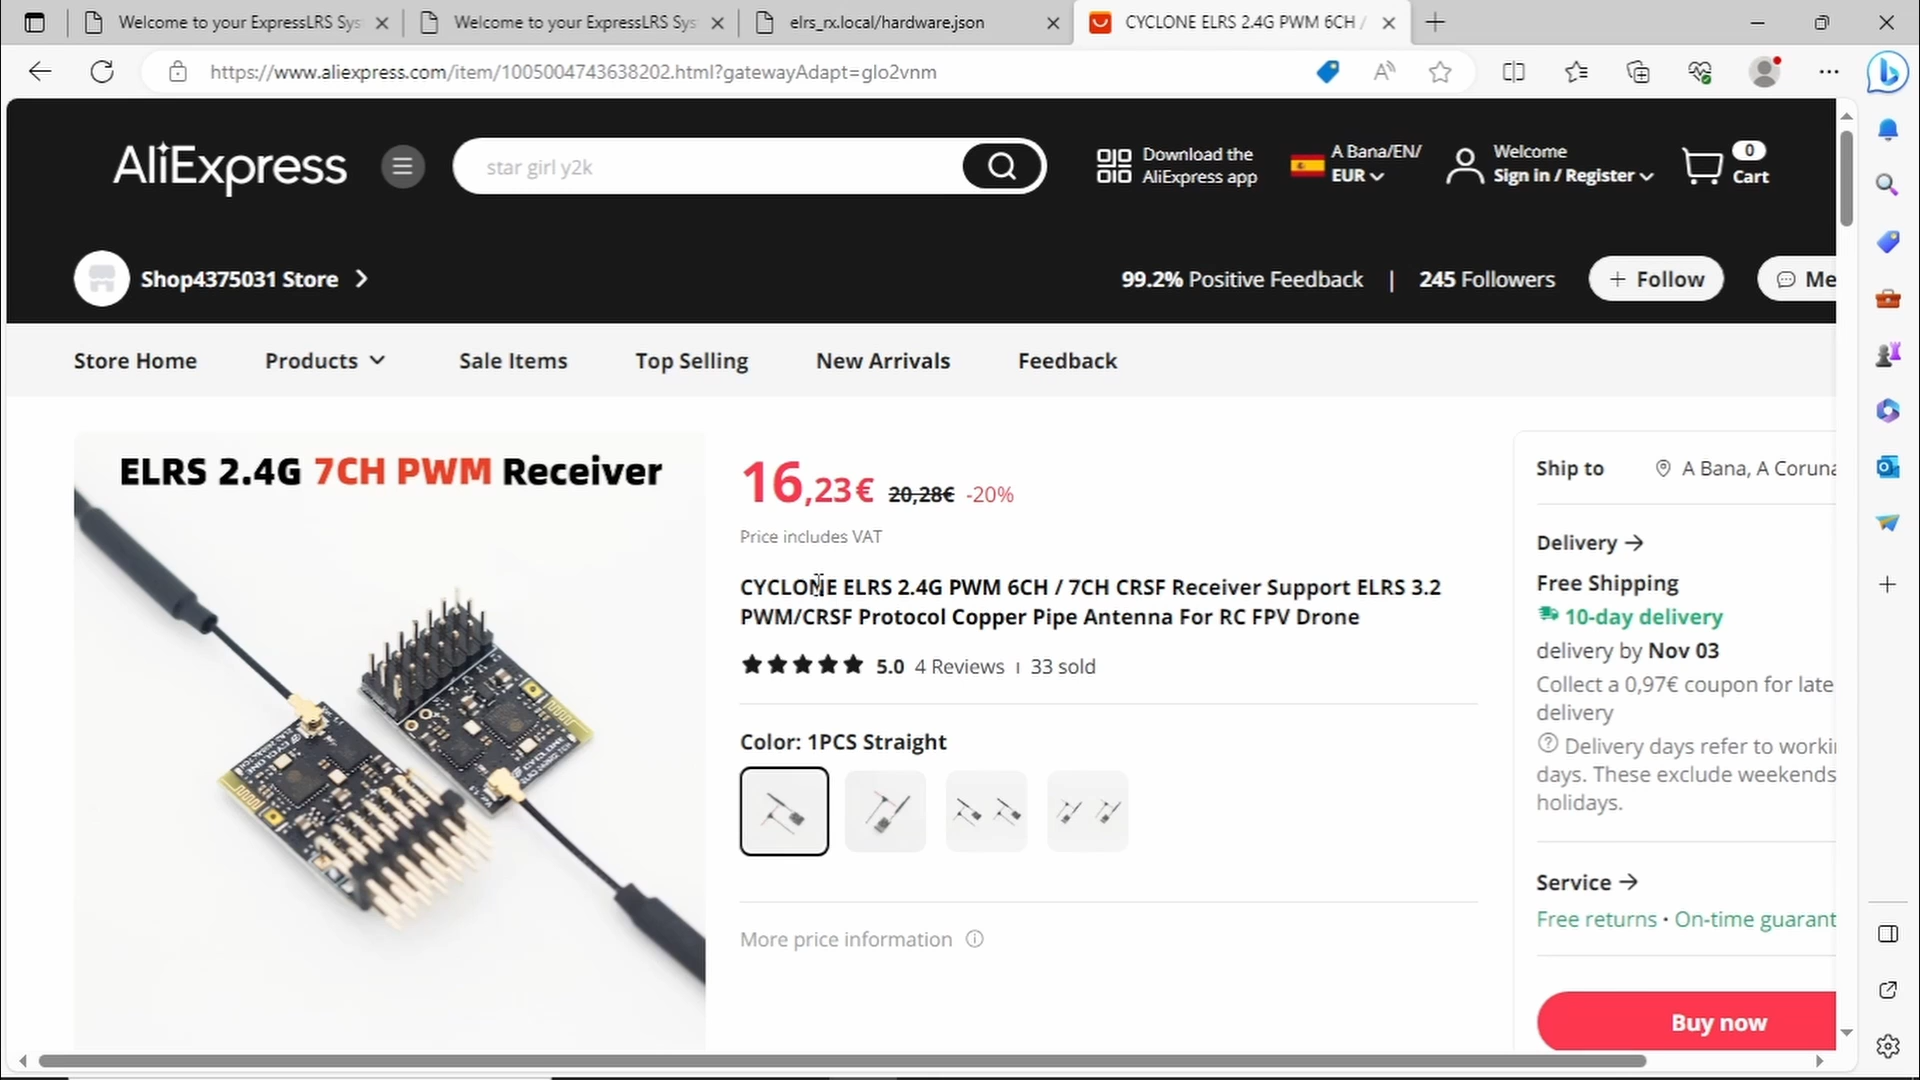 Welcome to your ExpressLRS Sys
Welcome to your ExpressLRS Sys
elrs_rx.local/hardware.json
CYCLONE ELRS 2.4G PWM 6CH /
https://www.aliexpress.com/item/1005004743638202.html?gatewayAdapt=glo2vnm
AliExpress
star girl y2k
Download the
AliExpress app
A Bana/EN/
EUR
Welcome
Sign in / Register
0
Cart
Shop4375031 Store
99.2% Positive Feedback | 245 Followers
+ Follow
Me
Store Home
Products
Sale Items
Top Selling
New Arrivals
Feedback
ELRS 2.4G 7CH PWM Receiver
16,23€ 20,28€ -20%
Price includes VAT
CYCLONE ELRS 2.4G PWM 6CH / 7CH CRSF Receiver Support ELRS 3.2
PWM/CRSF Protocol Copper Pipe Antenna For RC FPV Drone
5.0 4 Reviews | 33 sold
Color: 1PCS Straight
More price information
Ship to
A Bana, A Coruna
Delivery
Free Shipping
10-day delivery
delivery by Nov 03
Collect a 0,97€ coupon for late
delivery
Delivery days refer to worki
days. These exclude weekends
holidays.
Service
Free returns • On-time guarant
Buy now